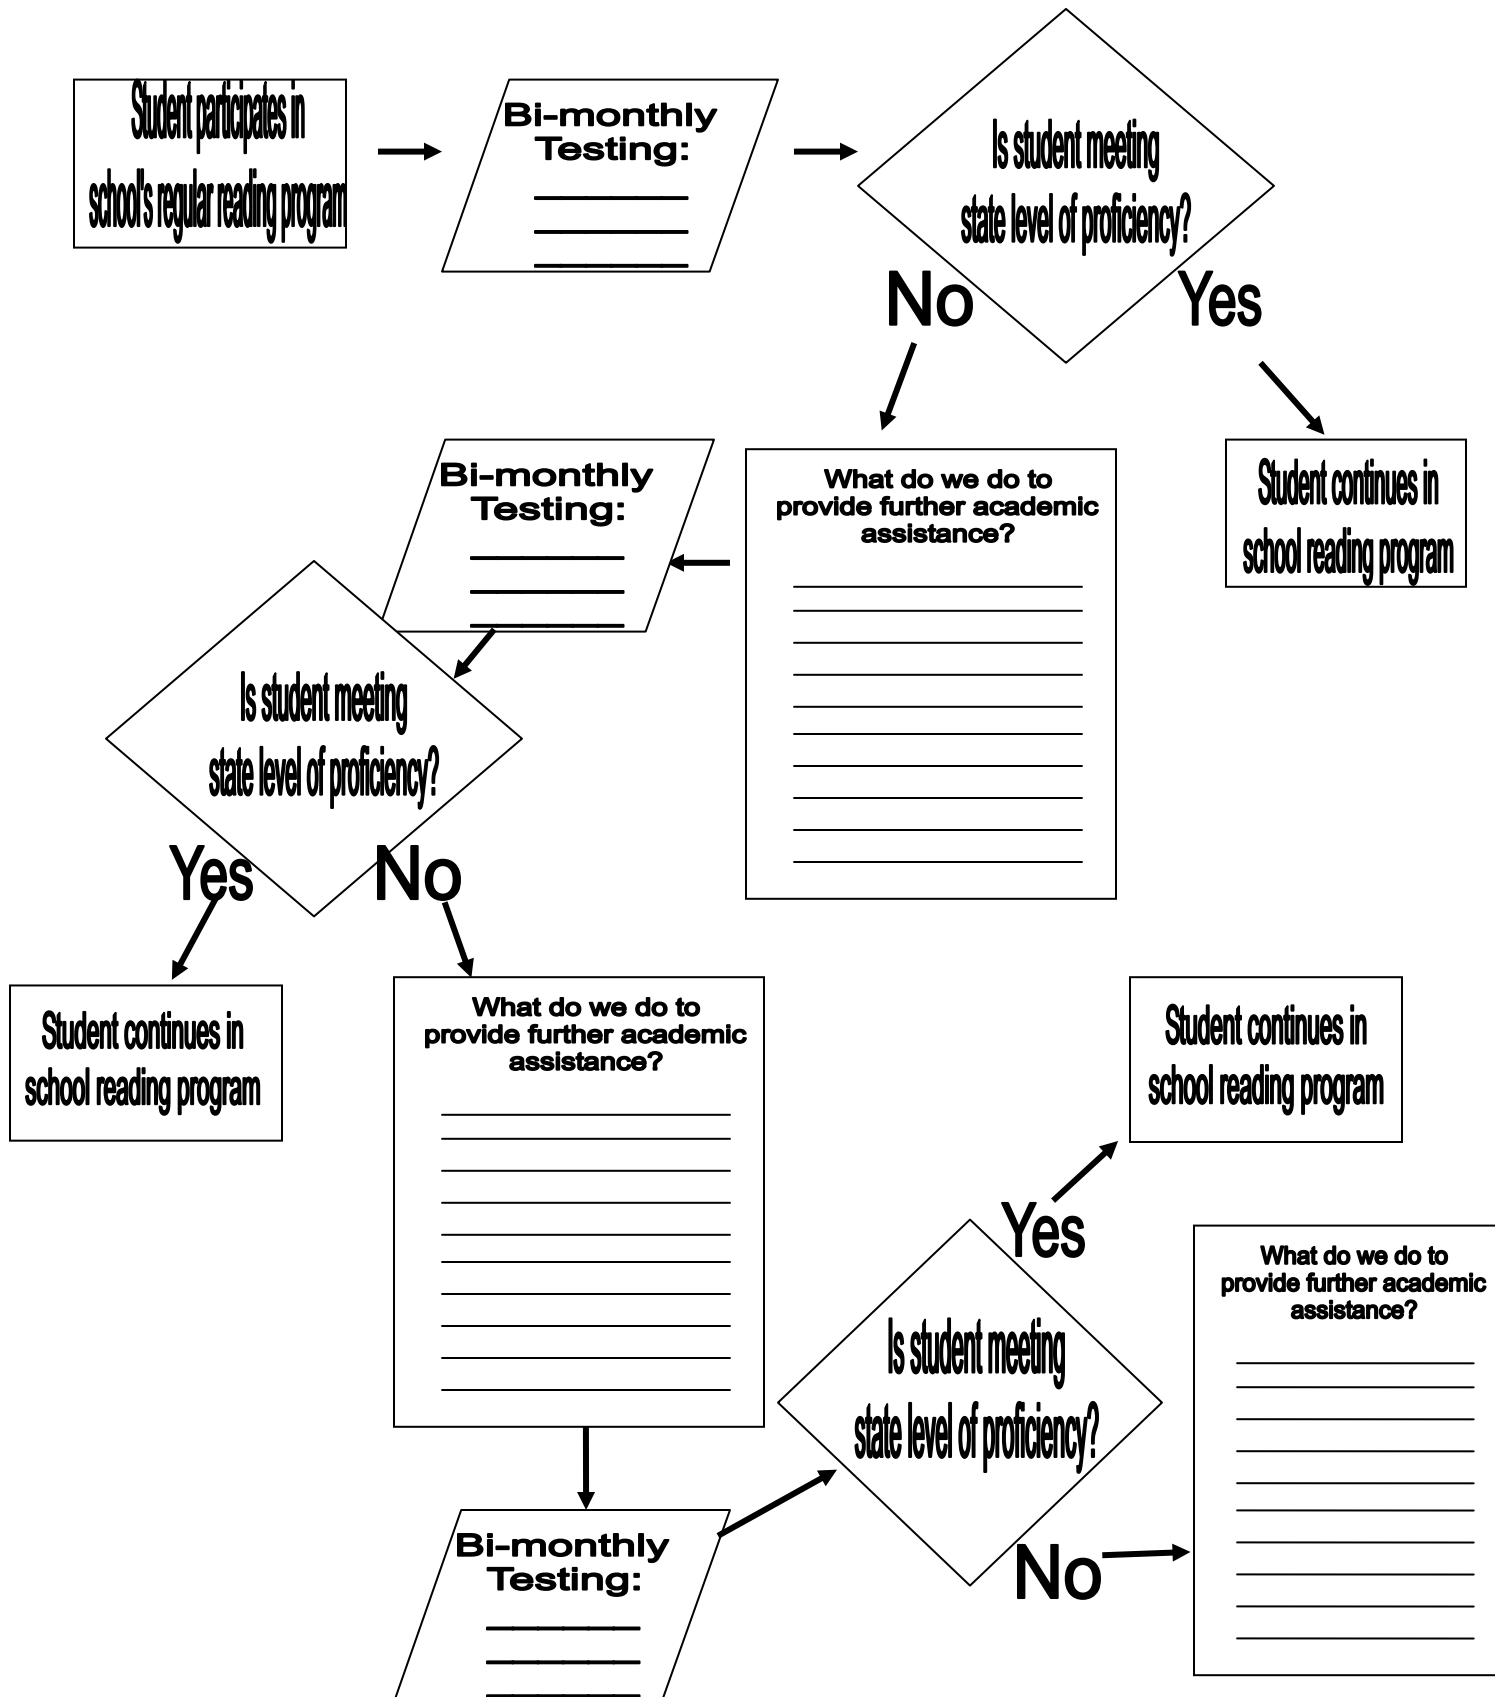 Student participates in
school's regular reading program
Bi-monthly
Testing:
Is student meeting
state level of proficiency?
No
Yes
Student continues in
school reading program
What do we do to
provide further academic
assistance?
Bi-monthly
Testing:
Is student meeting
state level of proficiency?
Yes
No
Student continues in
school reading program
What do we do to
provide further academic
assistance?
Bi-monthly
Testing:
Is student meeting
state level of proficiency?
Yes
Student continues in
school reading program
No
What do we do to
provide further academic
assistance?